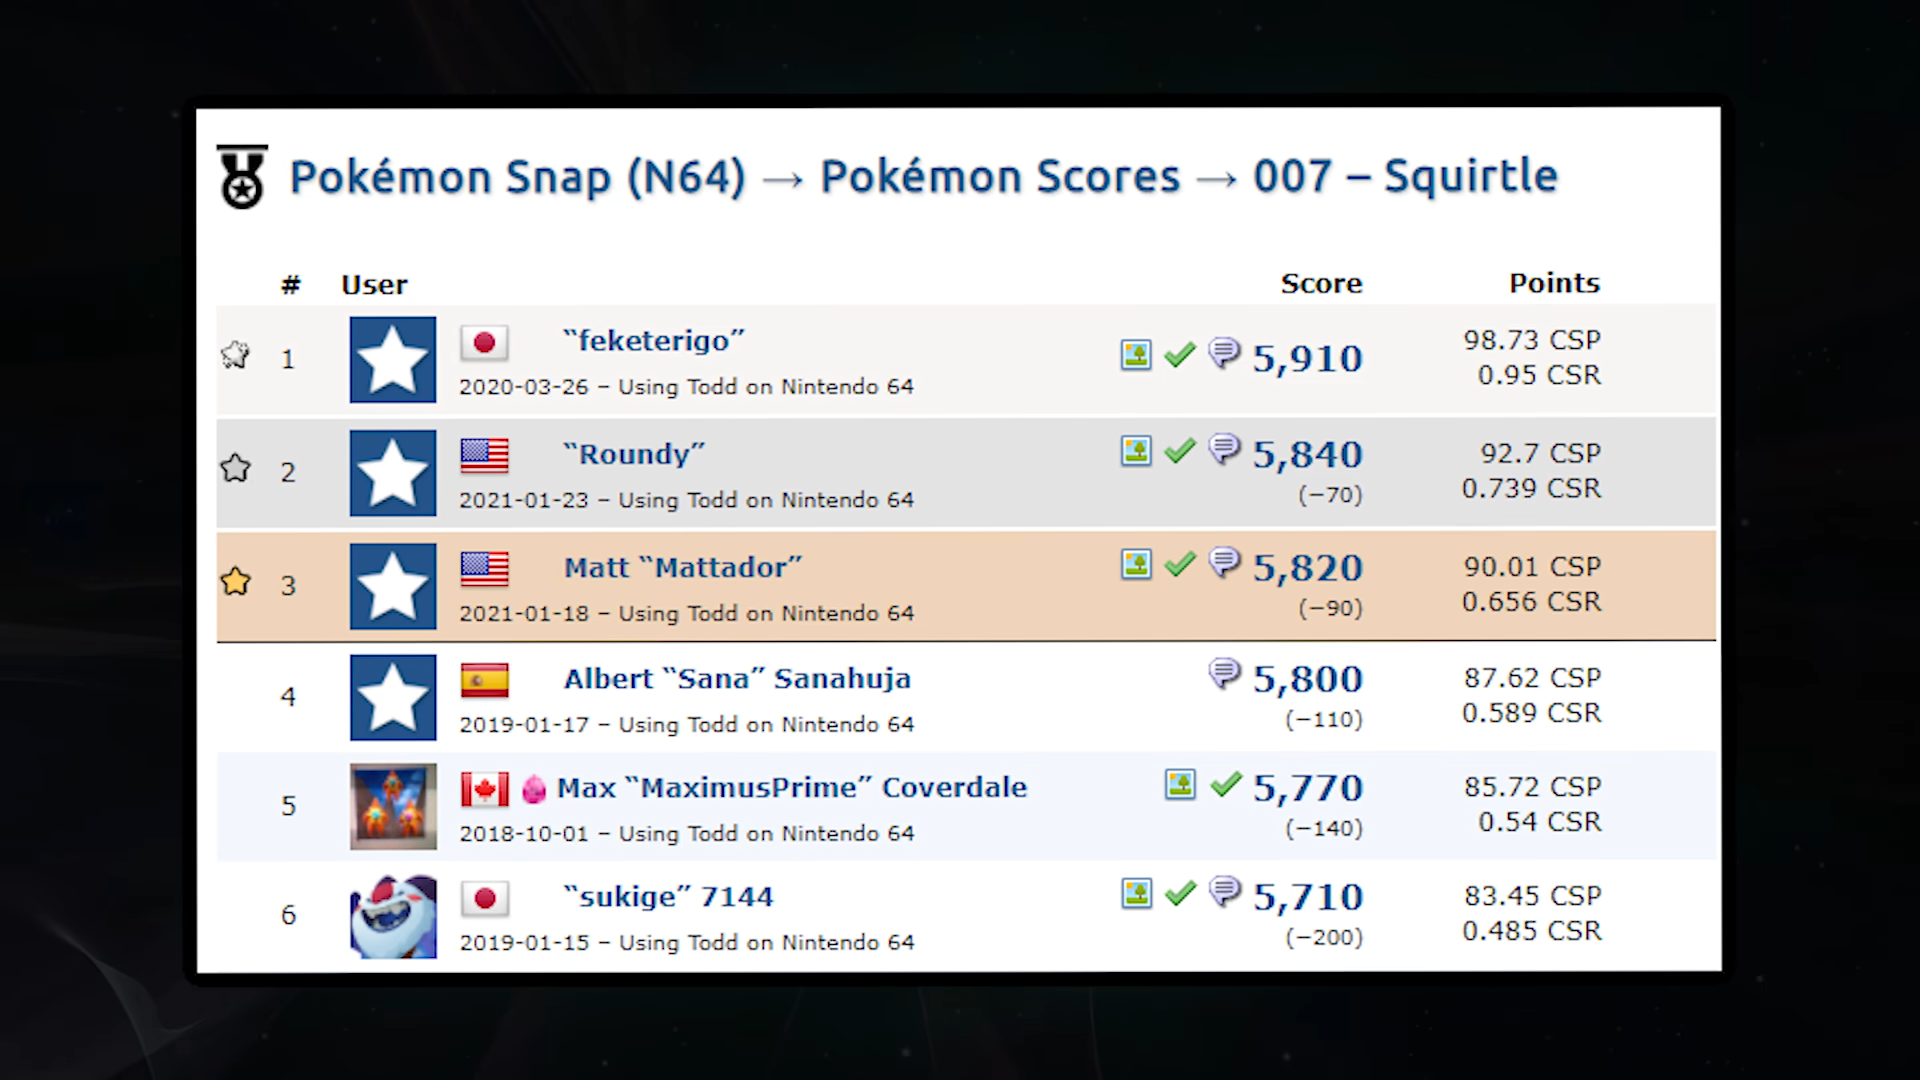 Pokémon Snap (N64) → Pokémon Scores → 007 – Squirtle
# User Score Points
1 “feketerigo” 5,910 98.73 CSP
2020-03-26 – Using Todd on Nintendo 64 0.95 CSR
2 “Roundy” 5,840 92.7 CSP
2021-01-23 – Using Todd on Nintendo 64 (−70) 0.739 CSR
3 Matt “Mattador” 5,820 90.01 CSP
2021-01-18 – Using Todd on Nintendo 64 (−90) 0.656 CSR
4 Albert “Sana” Sanahuja 5,800 87.62 CSP
2019-01-17 – Using Todd on Nintendo 64 (−110) 0.589 CSR
5 Max “MaximusPrime” Coverdale 5,770 85.72 CSP
2018-10-01 – Using Todd on Nintendo 64 (−140) 0.54 CSR
6 “sukige” 7144 5,710 83.45 CSP
2019-01-15 – Using Todd on Nintendo 64 (−200) 0.485 CSR